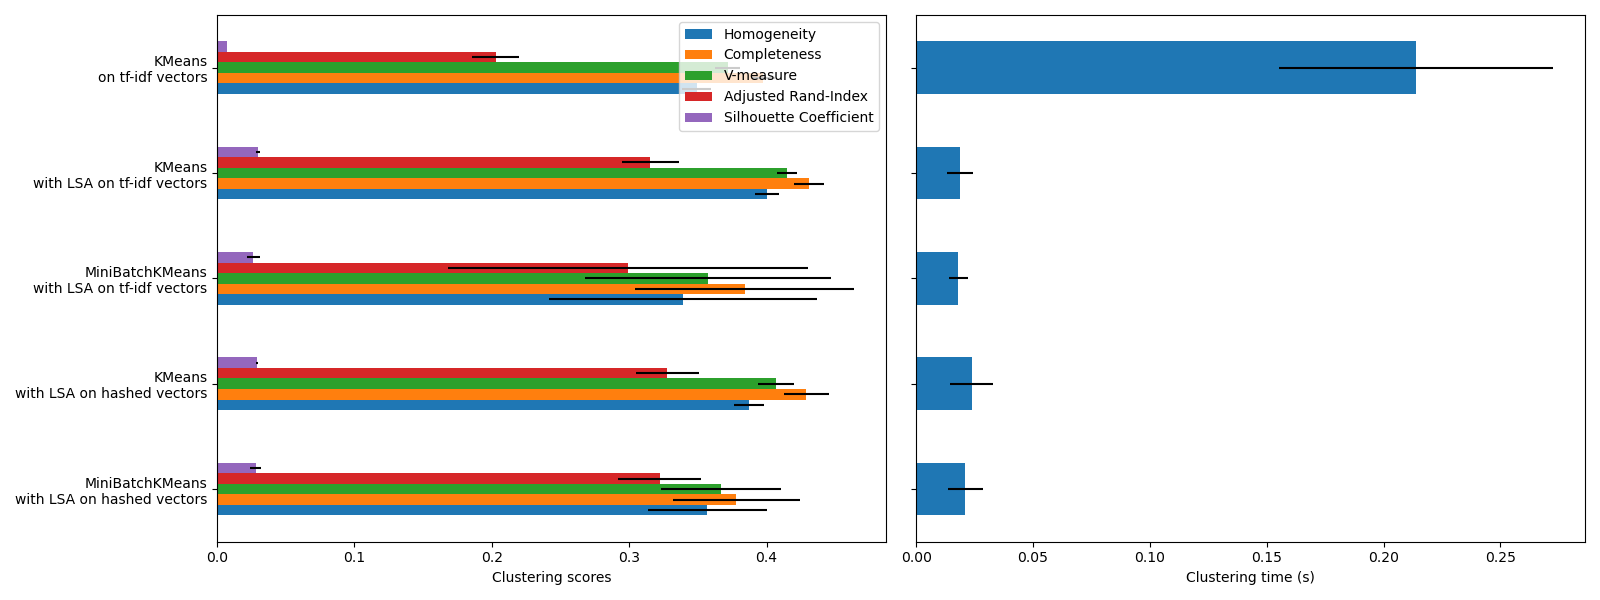 KMeans
on tf-idf vectors
KMeans
with LSA on tf-idf vectors
MiniBatchKMeans
with LSA on tf-idf vectors
KMeans
with LSA on hashed vectors
MiniBatchKMeans
with LSA on hashed vectors
Homogeneity
Completeness
V-measure
Adjusted Rand-Index
Silhouette Coefficient
0.0 0.1 0.2 0.3 0.4
Clustering scores
0.00 0.05 0.10 0.15 0.20 0.25
Clustering time (s)